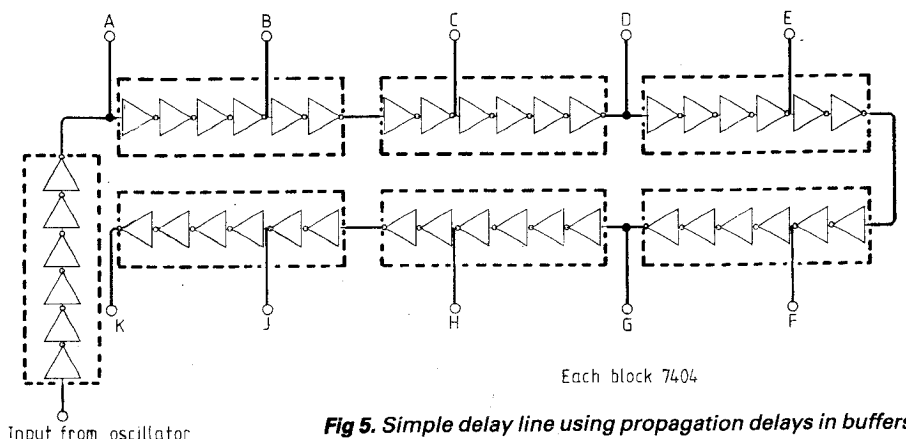 A B C D E
K J H G F
Each block 7404
Input from oscillator
Fig 5. Simple delay line using propagation delays in buffers